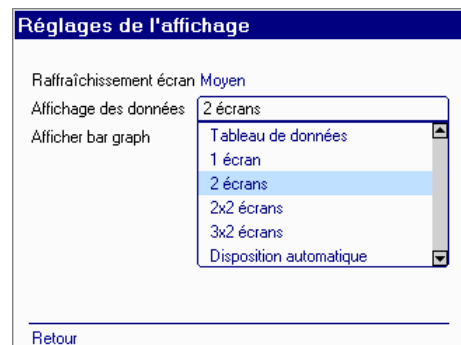 Réglages de l'affichage
Raffraîchissement écran Moyen
Affichage des données 2 écrans
Afficher bar graph
Tableau de données
1 écran
2 écrans
2x2 écrans
3x2 écrans
Disposition automatique
Retour